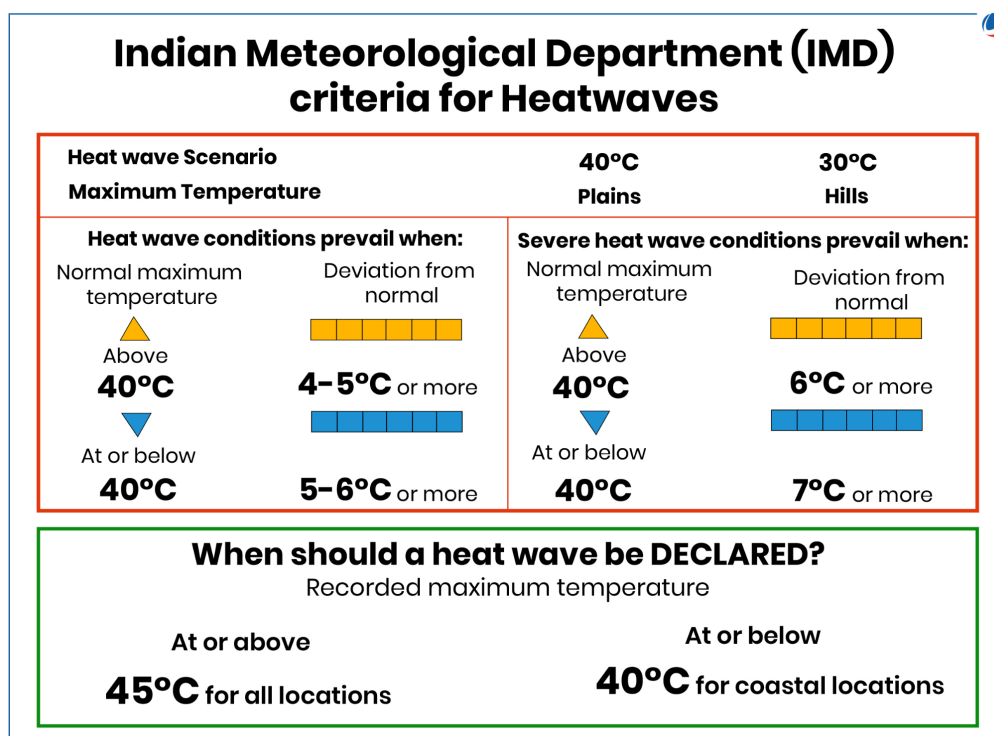 Indian Meteorological Department (IMD)
criteria for Heatwaves
Heat wave Scenario
Maximum Temperature
40°C
Plains
30°C
Hills
Heat wave conditions prevail when:
Normal maximum
temperature
Deviation from
normal
Above
40°C
4-5°C or more
At or below
40°C
5-6°C or more
Severe heat wave conditions prevail when:
Normal maximum
temperature
Deviation from
normal
Above
40°C
6°C or more
At or below
40°C
7°C or more
When should a heat wave be DECLARED?
Recorded maximum temperature
At or above
45°C for all locations
At or below
40°C for coastal locations